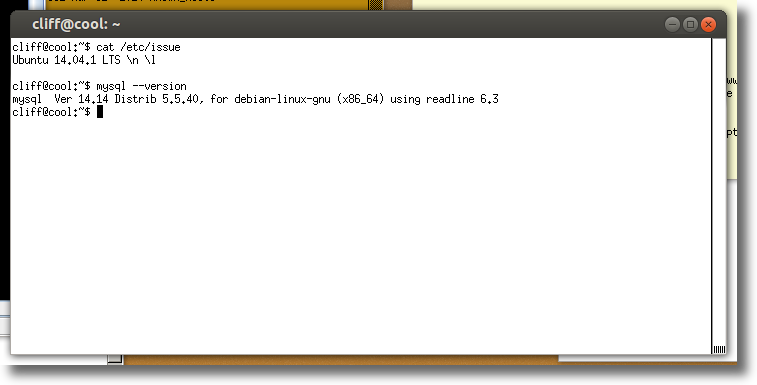 cliff@cool: ~
cliff@cool:~$ cat /etc/issue
Ubuntu 14.04.1 LTS \n \l
cliff@cool:~$ mysql --version
mysql  Ver 14.14 Distrib 5.5.40, for debian-linux-gnu (x86_64) using readline 6.3
cliff@cool:~$